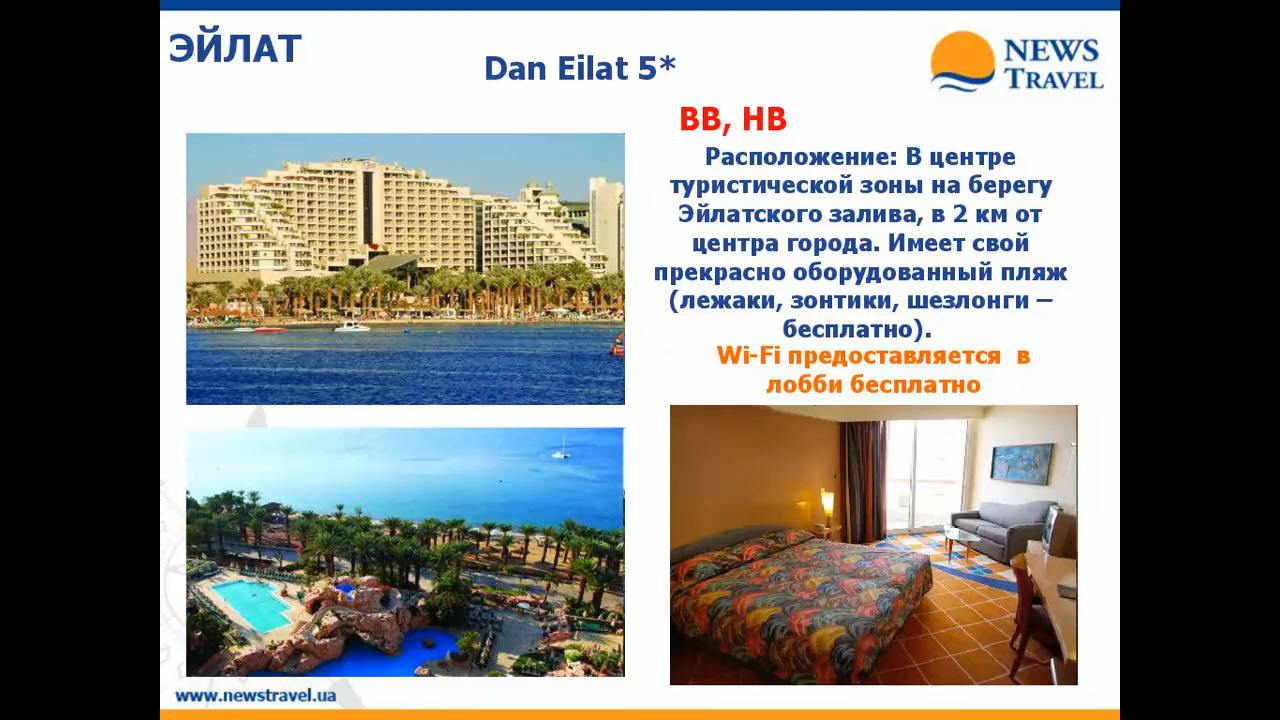 ЭЙЛАТ
Dan Eilat 5*
NEWS
TRAVEL
BB, HB
Расположение: В центре
туристической зоны на берегу
Эйлатского залива, в 2 км от
центра города. Имеет свой
прекрасно оборудованный пляж
(лежаки, зонтики, шезлонги –
бесплатно).
Wi-Fi предоставляется в
лобби бесплатно
www.newstravel.ua